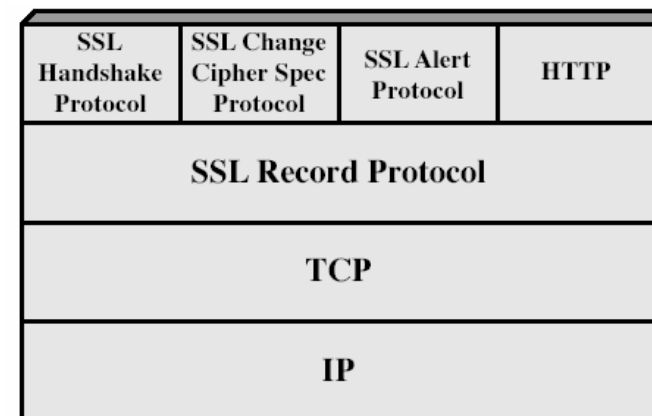 SSL
Handshake
Protocol
SSL Change
Cipher Spec
Protocol
SSL Alert
Protocol
HTTP
SSL Record Protocol
TCP
IP